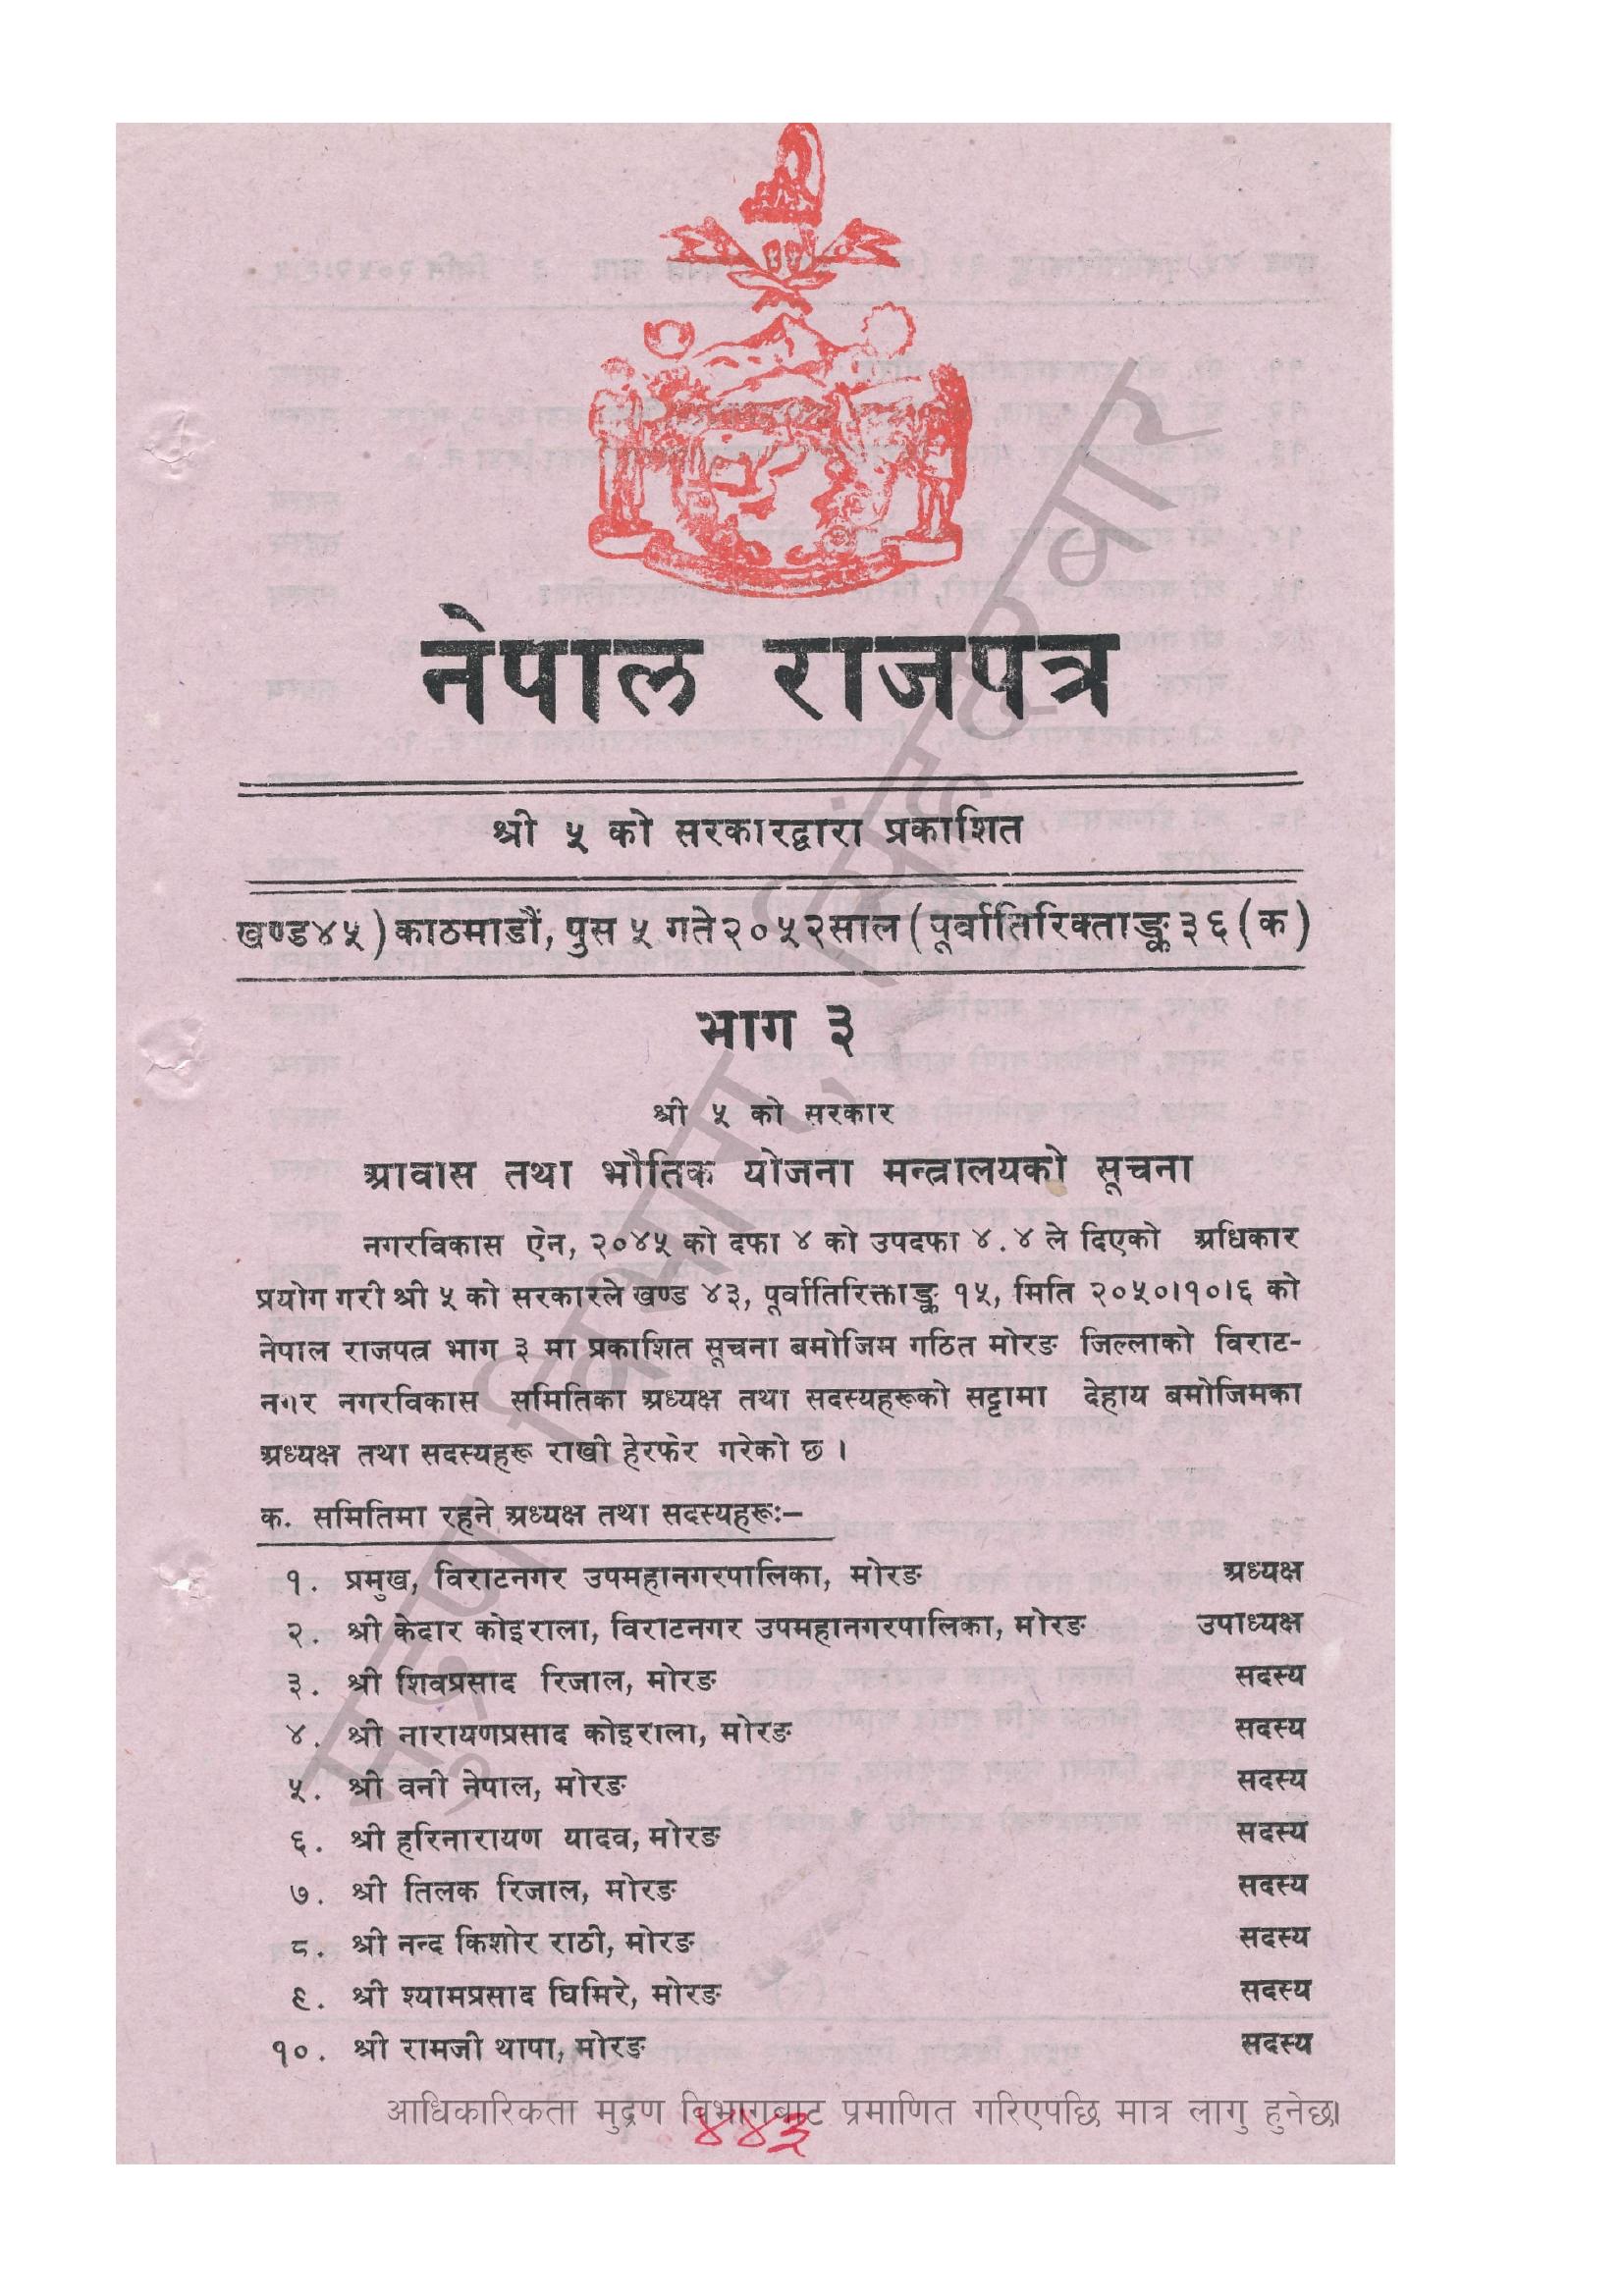 नेपाल राजपत्र
श्री ५ को सरकारद्वारा प्रकाशित
खण्ड४५) काठमाडौं, पुस ५ गते २०५२साल (पूर्वातिरिक्ताङ्क ३६ (क)
भाग ३
श्री ५ को सरकार
आवास तथा भौतिक योजना मन्त्रालयको सूचना
नगरविकास ऐन, २०४५ को दफा ४ को उपदफा ४.४ ले दिएको अधिकार
प्रयोग गरी श्री ५ को सरकारले खण्ड ४३, पूर्वातिरिक्ताङ्क १५, मिति २०५०।१०।६ को
नेपाल राजपत्र भाग ३ मा प्रकाशित सूचना बमोजिम गठित मोरङ जिल्लाको विराट-
नगर नगरविकास समितिका अध्यक्ष तथा सदस्यहरूको सट्टामा देहाय बमोजिमका
अध्यक्ष तथा सदस्यहरू राखी हेरफेर गरेको छ ।
क. समितिमा रहने अध्यक्ष तथा सदस्यहरूः–
१. प्रमुख, विराटनगर उपमहानगरपालिका, मोरङ अध्यक्ष
२. श्री केदार कोइराला, विराटनगर उपमहानगरपालिका, मोरङ उपाध्यक्ष
३. श्री शिवप्रसाद रिजाल, मोरङ सदस्य
४. श्री नारायणप्रसाद कोइराला, मोरङ सदस्य
५. श्री वनी नेपाल, मोरङ सदस्य
६. श्री हरिनारायण यादव, मोरङ सदस्य
७. श्री तिलक रिजाल, मोरङ सदस्य
८. श्री नन्द किशोर राठी, मोरङ सदस्य
९. श्री श्यामप्रसाद घिमिरे, मोरङ सदस्य
१०. श्री रामजी थापा, मोरङ सदस्य
आधिकारिकता मुद्रण विभागबाट प्रमाणित गरिएपछि मात्र लागु हुनेछ।
४४३
मुद्रण विभाग, सिंहदरवार